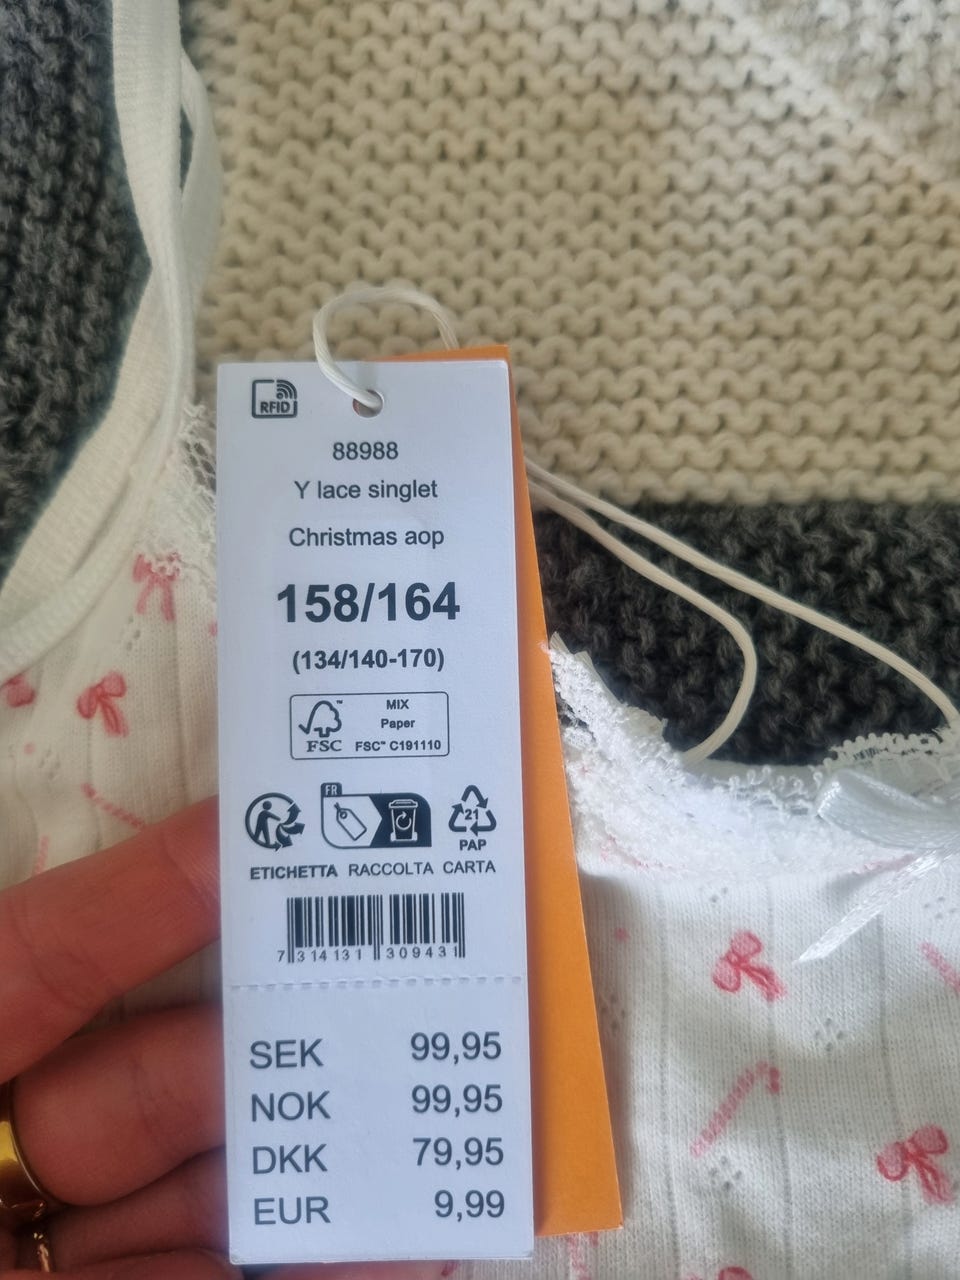 RFID
88988
Y lace singlet
Christmas aop
158/164
(134/140-170)
MIX
Paper
FSC™ C191110
FSC
FR
21
PAP
ETICHETTA RACCOLTA CARTA
7 314131 309431
SEK 99,95
NOK 99,95
DKK 79,95
EUR 9,99